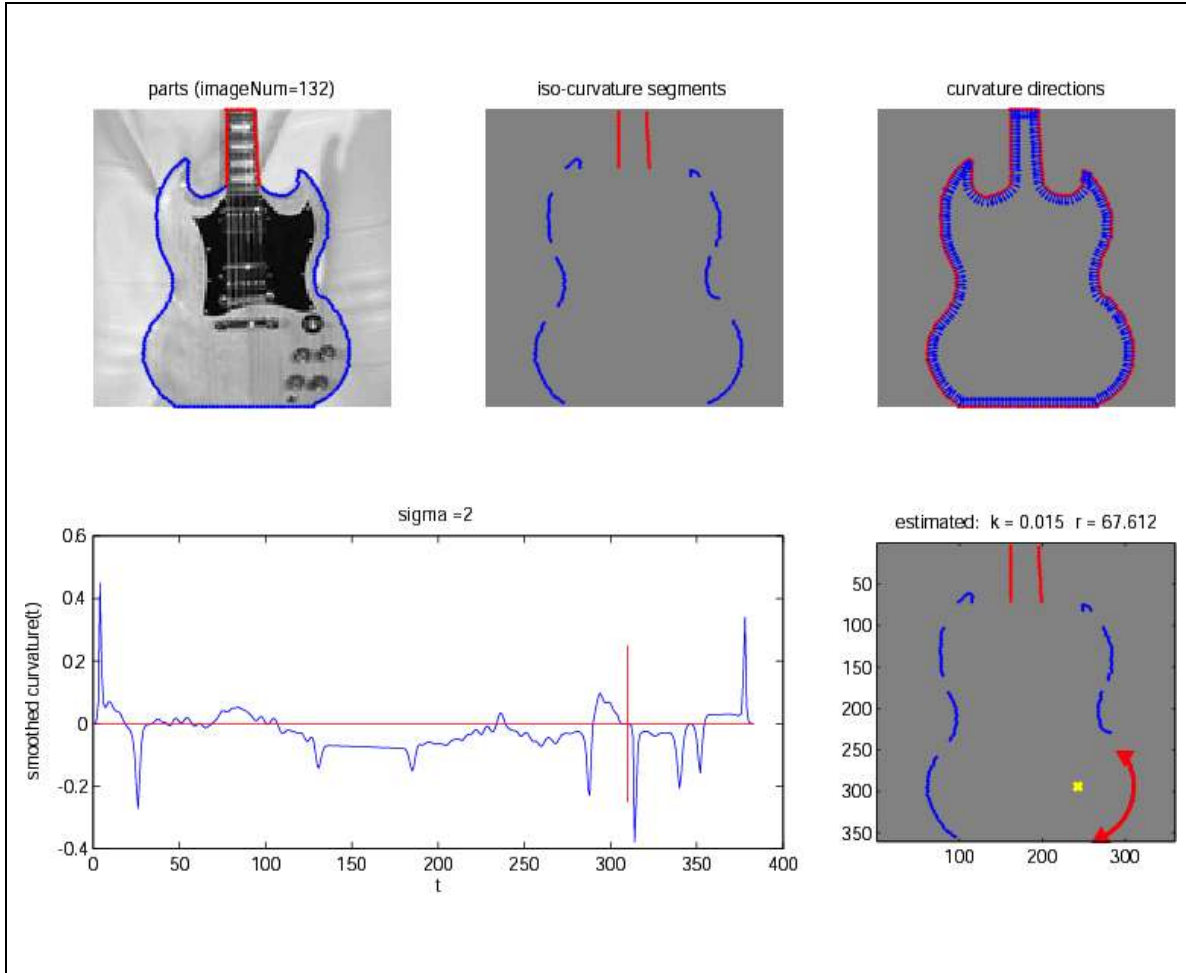 parts (imageNum=132)
iso-curvature segments
curvature directions
sigma =2
smoothed curvature(t)
0.6
0.4
0.2
0
-0.2
-0.4
0 50 100 150 200 250 300 350 400
t
estimated: k = 0.015 r = 67.612
50
100
150
200
250
300
350
100 200 300